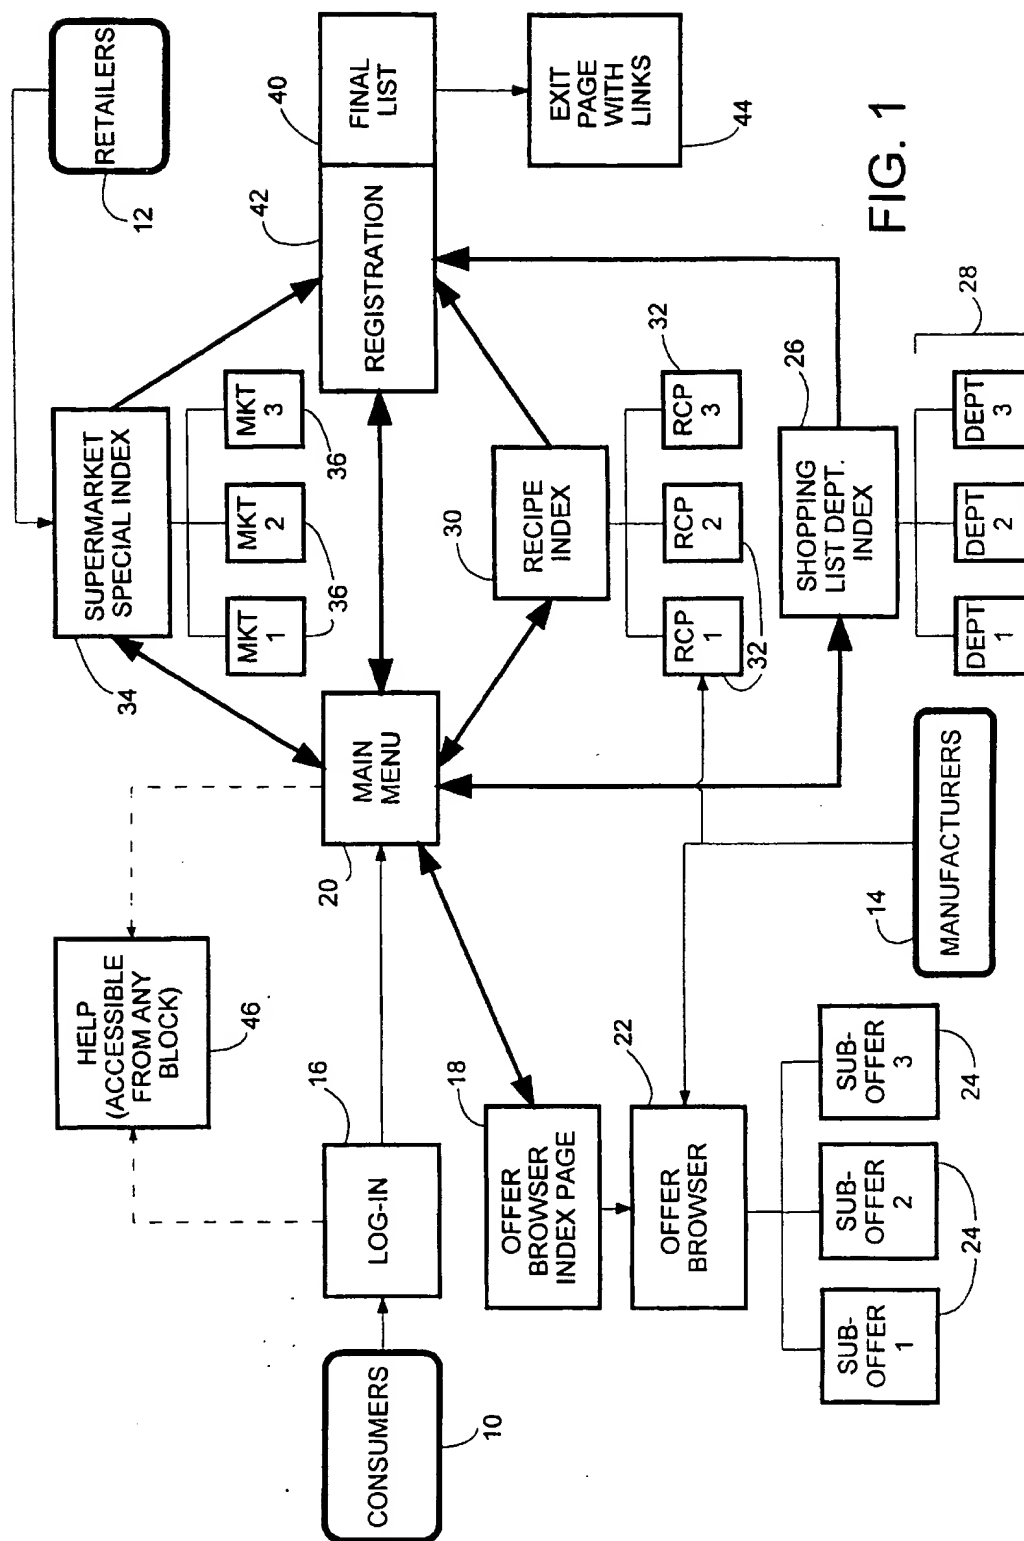 RETAILERS
12
SUPERMARKET
SPECIAL INDEX
34
MKT
1
MKT
2
MKT
3
36
36
HELP
(ACCESSIBLE
FROM ANY
BLOCK)
46
CONSUMERS
10
LOG-IN
16
MAIN
MENU
20
REGISTRATION
42
FINAL
LIST
40
EXIT
PAGE
WITH
LINKS
44
OFFER
BROWSER
INDEX PAGE
18
OFFER
BROWSER
22
SUB-
OFFER
1
SUB-
OFFER
2
SUB-
OFFER
3
24
24
RECIPE
INDEX
30
RCP
1
RCP
2
RCP
3
32
32
32
SHOPPING
LIST DEPT.
INDEX
26
DEPT
1
DEPT
2
DEPT
3
28
MANUFACTURERS
14
FIG. 1